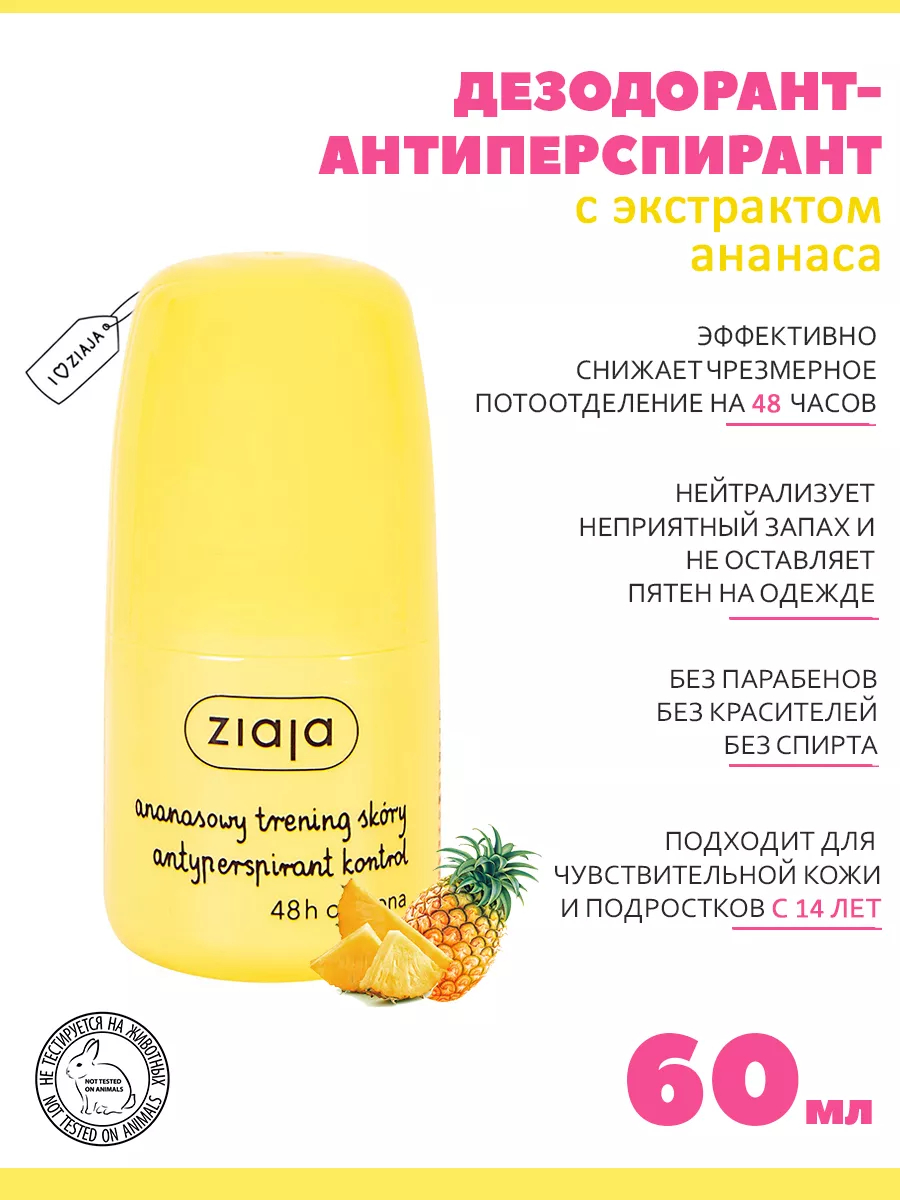 ДЕЗОДОРАНТ-
АНТИПЕРСПИРАНТ
с экстрактом
ананаса
I ♡ ZIAJA
ЭФФЕКТИВНО
СНИЖАЕТ ЧРЕЗМЕРНОЕ
ПОТООТДЕЛЕНИЕ НА 48 ЧАСОВ
НЕЙТРАЛИЗУЕТ
НЕПРИЯТНЫЙ ЗАПАХ И
НЕ ОСТАВЛЯЕТ
ПЯТЕН НА ОДЕЖДЕ
БЕЗ ПАРАБЕНОВ
БЕЗ КРАСИТЕЛЕЙ
БЕЗ СПИРТА
ziaja
ananasowy trening skóry
antyperspirant kontrol
48h
ПОДХОДИТ ДЛЯ
ЧУВСТВИТЕЛЬНОЙ КОЖИ
И ПОДРОСТКОВ С 14 ЛЕТ
НЕ ТЕСТИРУЕТСЯ НА ЖИВОТНЫХ
NOT TESTED
ON ANIMALS
NOT TESTED ON ANIMALS
60 мл